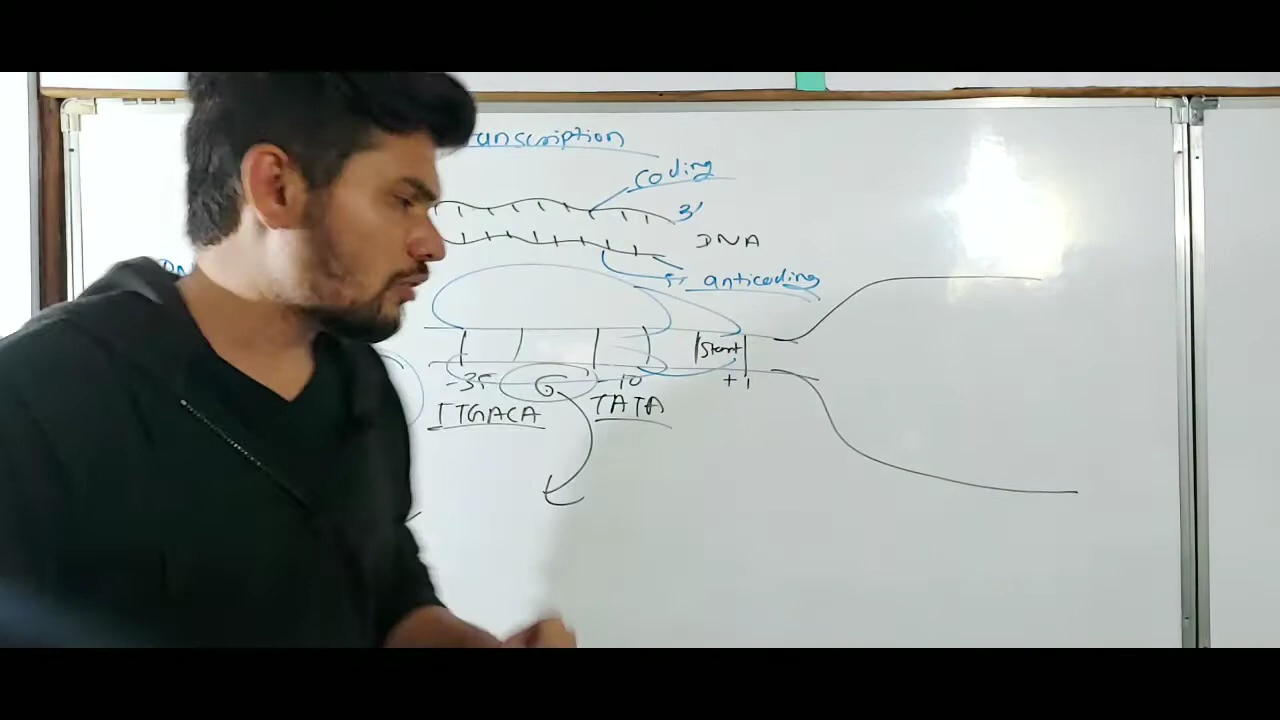 anscription
coding
3'
DNA
5' anticoding
Start
-35 σ -10 +1
TTGACA TATA